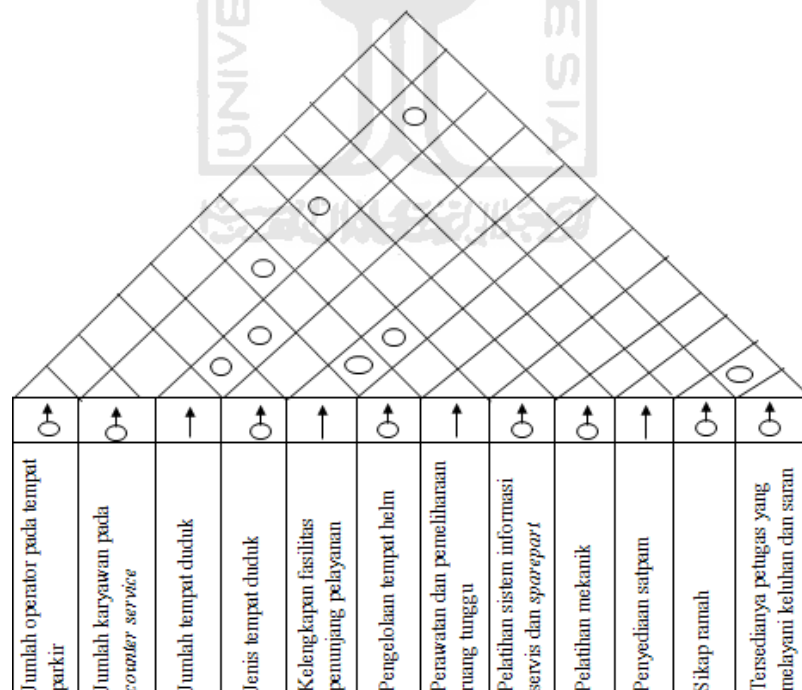 UNIVE
ESIA
Jumlah operator pada tempat
parkir
Jumlah karyawan pada
counter service
Jumlah tempat duduk
Jenis tempat duduk
Kelengkapan fasilitas
penunjang pelayanan
Pengelolaan tempat helm
Perawatan dan pemeliharaan
ruang tunggu
Pelatihan sistem informasi
servis dan sparepart
Pelatihan mekanik
Penyediaan satpam
Sikap ramah
Tersedianya petugas yang
melayani keluhan dan saran